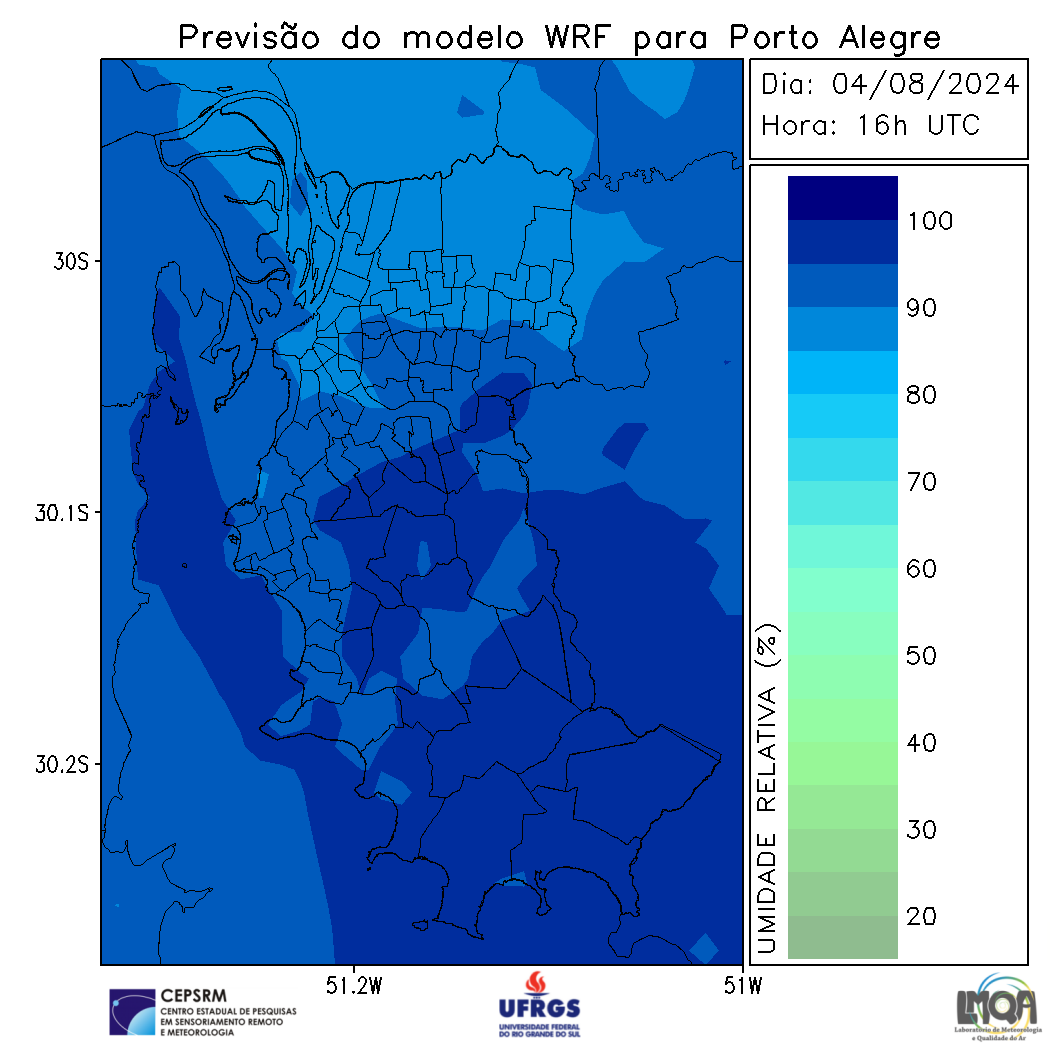 Previsão do modelo WRF para Porto Alegre
Dia: 04/08/2024
Hora: 16h UTC
30S
30.1S
30.2S
51.2W
51W
UMIDADE RELATIVA (%)
100
90
80
70
60
50
40
30
20
CEPSRM
CENTRO ESTADUAL DE PESQUISAS
EM SENSORIAMENTO REMOTO
E METEOROLOGIA
UFRGS
UNIVERSIDADE FEDERAL
DO RIO GRANDE DO SUL
LMQA
Laboratório de Meteorologia
e Qualidade do Ar